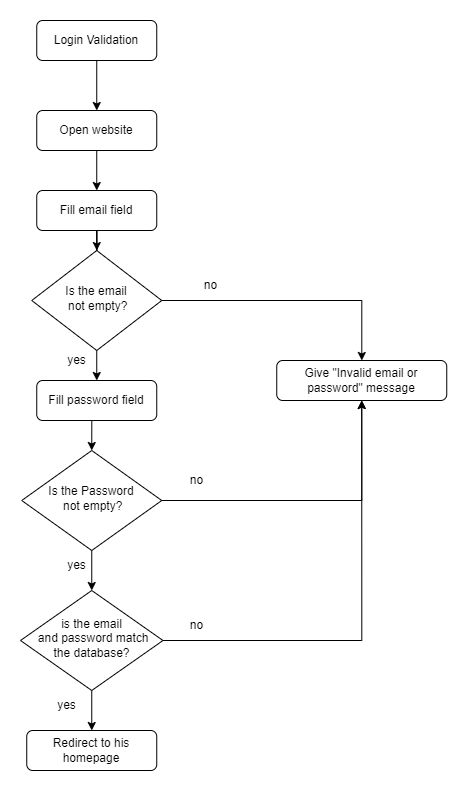 Login Validation
Open website
Fill email field
Is the email
not empty?
no
yes
Give "Invalid email or
password" message
Fill password field
Is the Password
not empty?
no
yes
is the email
and password match
the database?
no
yes
Redirect to his
homepage